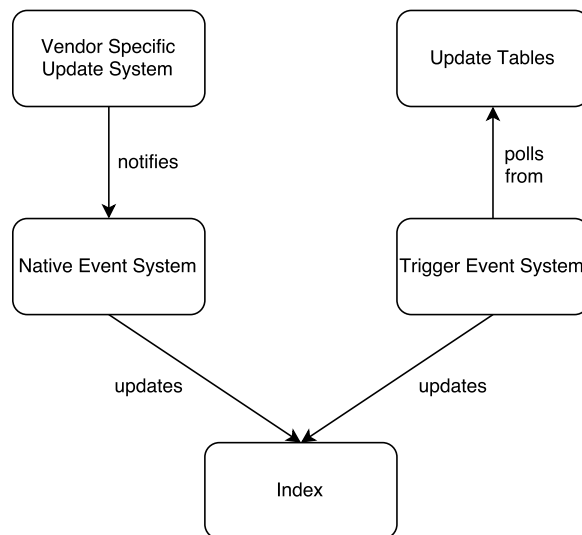 Vendor Specific
Update System
Update Tables
notifies
polls
from
Native Event System
Trigger Event System
updates
updates
Index